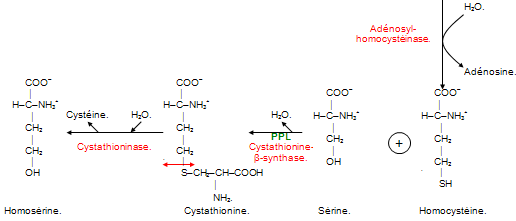 H₂O.
Adénosyl-
homocystéinase.
Adénosine.
COO⁻
H–C–NH₃⁺
CH₂
CH₂
OH
Homosérine.
Cystéine.
H₂O.
Cystathioninase.
COO⁻
H–C–NH₃⁺
CH₂
CH₂
S–CH₂–CH–COOH
NH₂.
Cystathionine.
H₂O.
PPL
Cystathionine-
β-synthase.
COO⁻
H–C–NH₃⁺
CH₂
OH
Sérine.
+
COO⁻
H–C–NH₃⁺
CH₂
CH₂
SH
Homocystéine.